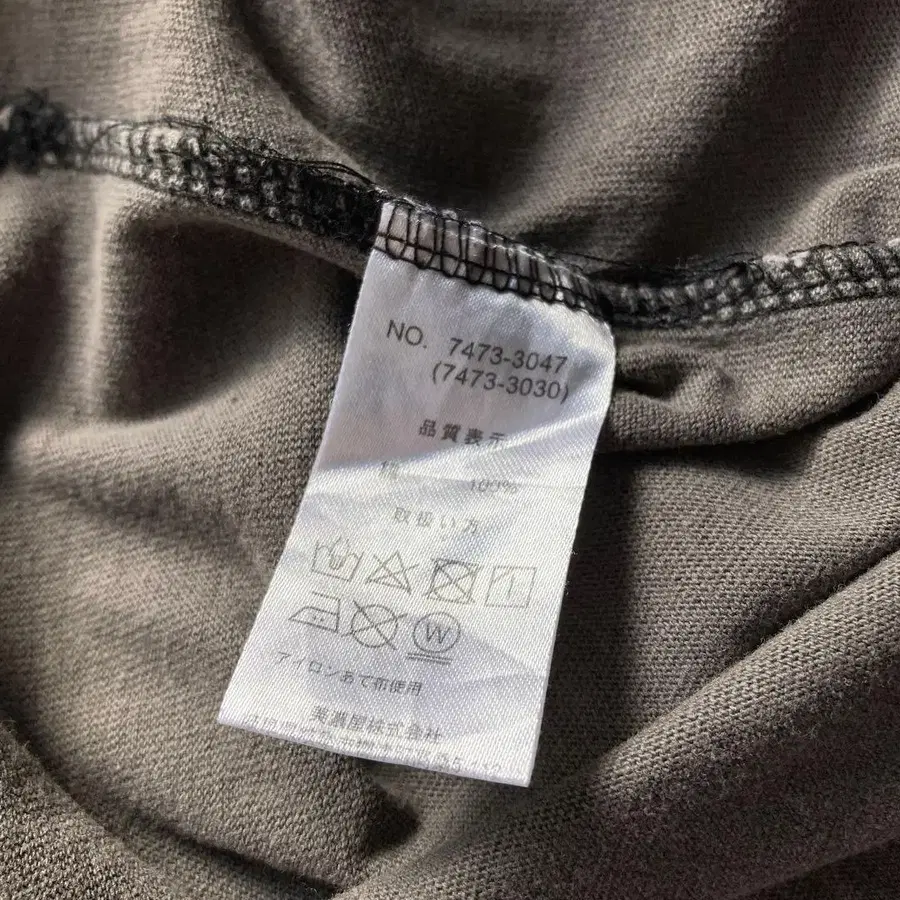 NO. 7473-3047
(7473-3030)
品質表示
綿 100%
取扱い方
W
アイロンあて布使用
美濃屋株式会社